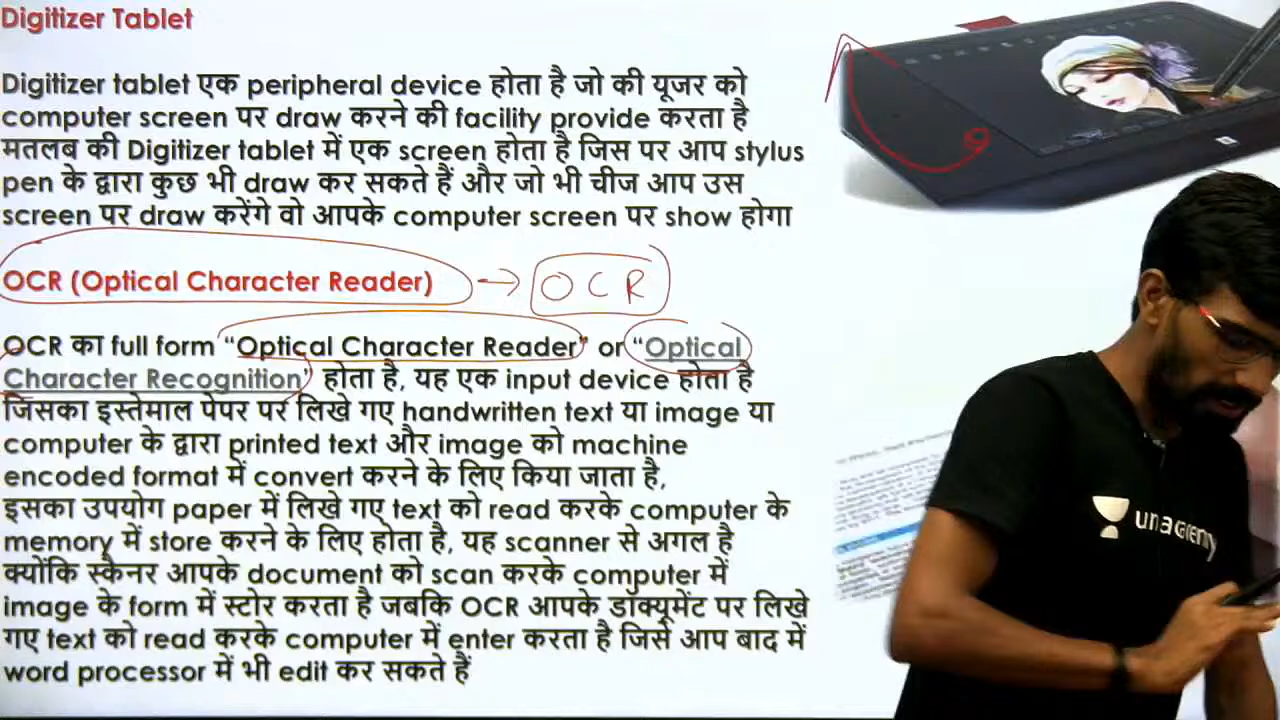 Digitizer Tablet
Digitizer tablet एक peripheral device होता है जो की यूजर को
computer screen पर draw करने की facility provide करता है
मतलब की Digitizer tablet में एक screen होता है जिस पर आप stylus
pen के द्वारा कुछ भी draw कर सकते हैं और जो भी चीज आप उस
screen पर draw करेंगे वो आपके computer screen पर show होगा
OCR (Optical Character Reader)
OCR
OCR का full form “Optical Character Reader” or “Optical
Character Recognition” होता है, यह एक input device होता है
जिसका इस्तेमाल पेपर पर लिखे गए handwritten text या image या
computer के द्वारा printed text और image को machine
encoded format में convert करने के लिए किया जाता है,
इसका उपयोग paper में लिखे गए text को read करके computer के
memory में store करने के लिए होता है, यह scanner से अगल है
क्योंकि स्कैनर आपके document को scan करके computer में
image के form में स्टोर करता है जबकि OCR आपके डॉक्यूमेंट पर लिखे
गए text को read करके computer में enter करता है जिसे आप बाद में
word processor में भी edit कर सकते हैं
unacademy